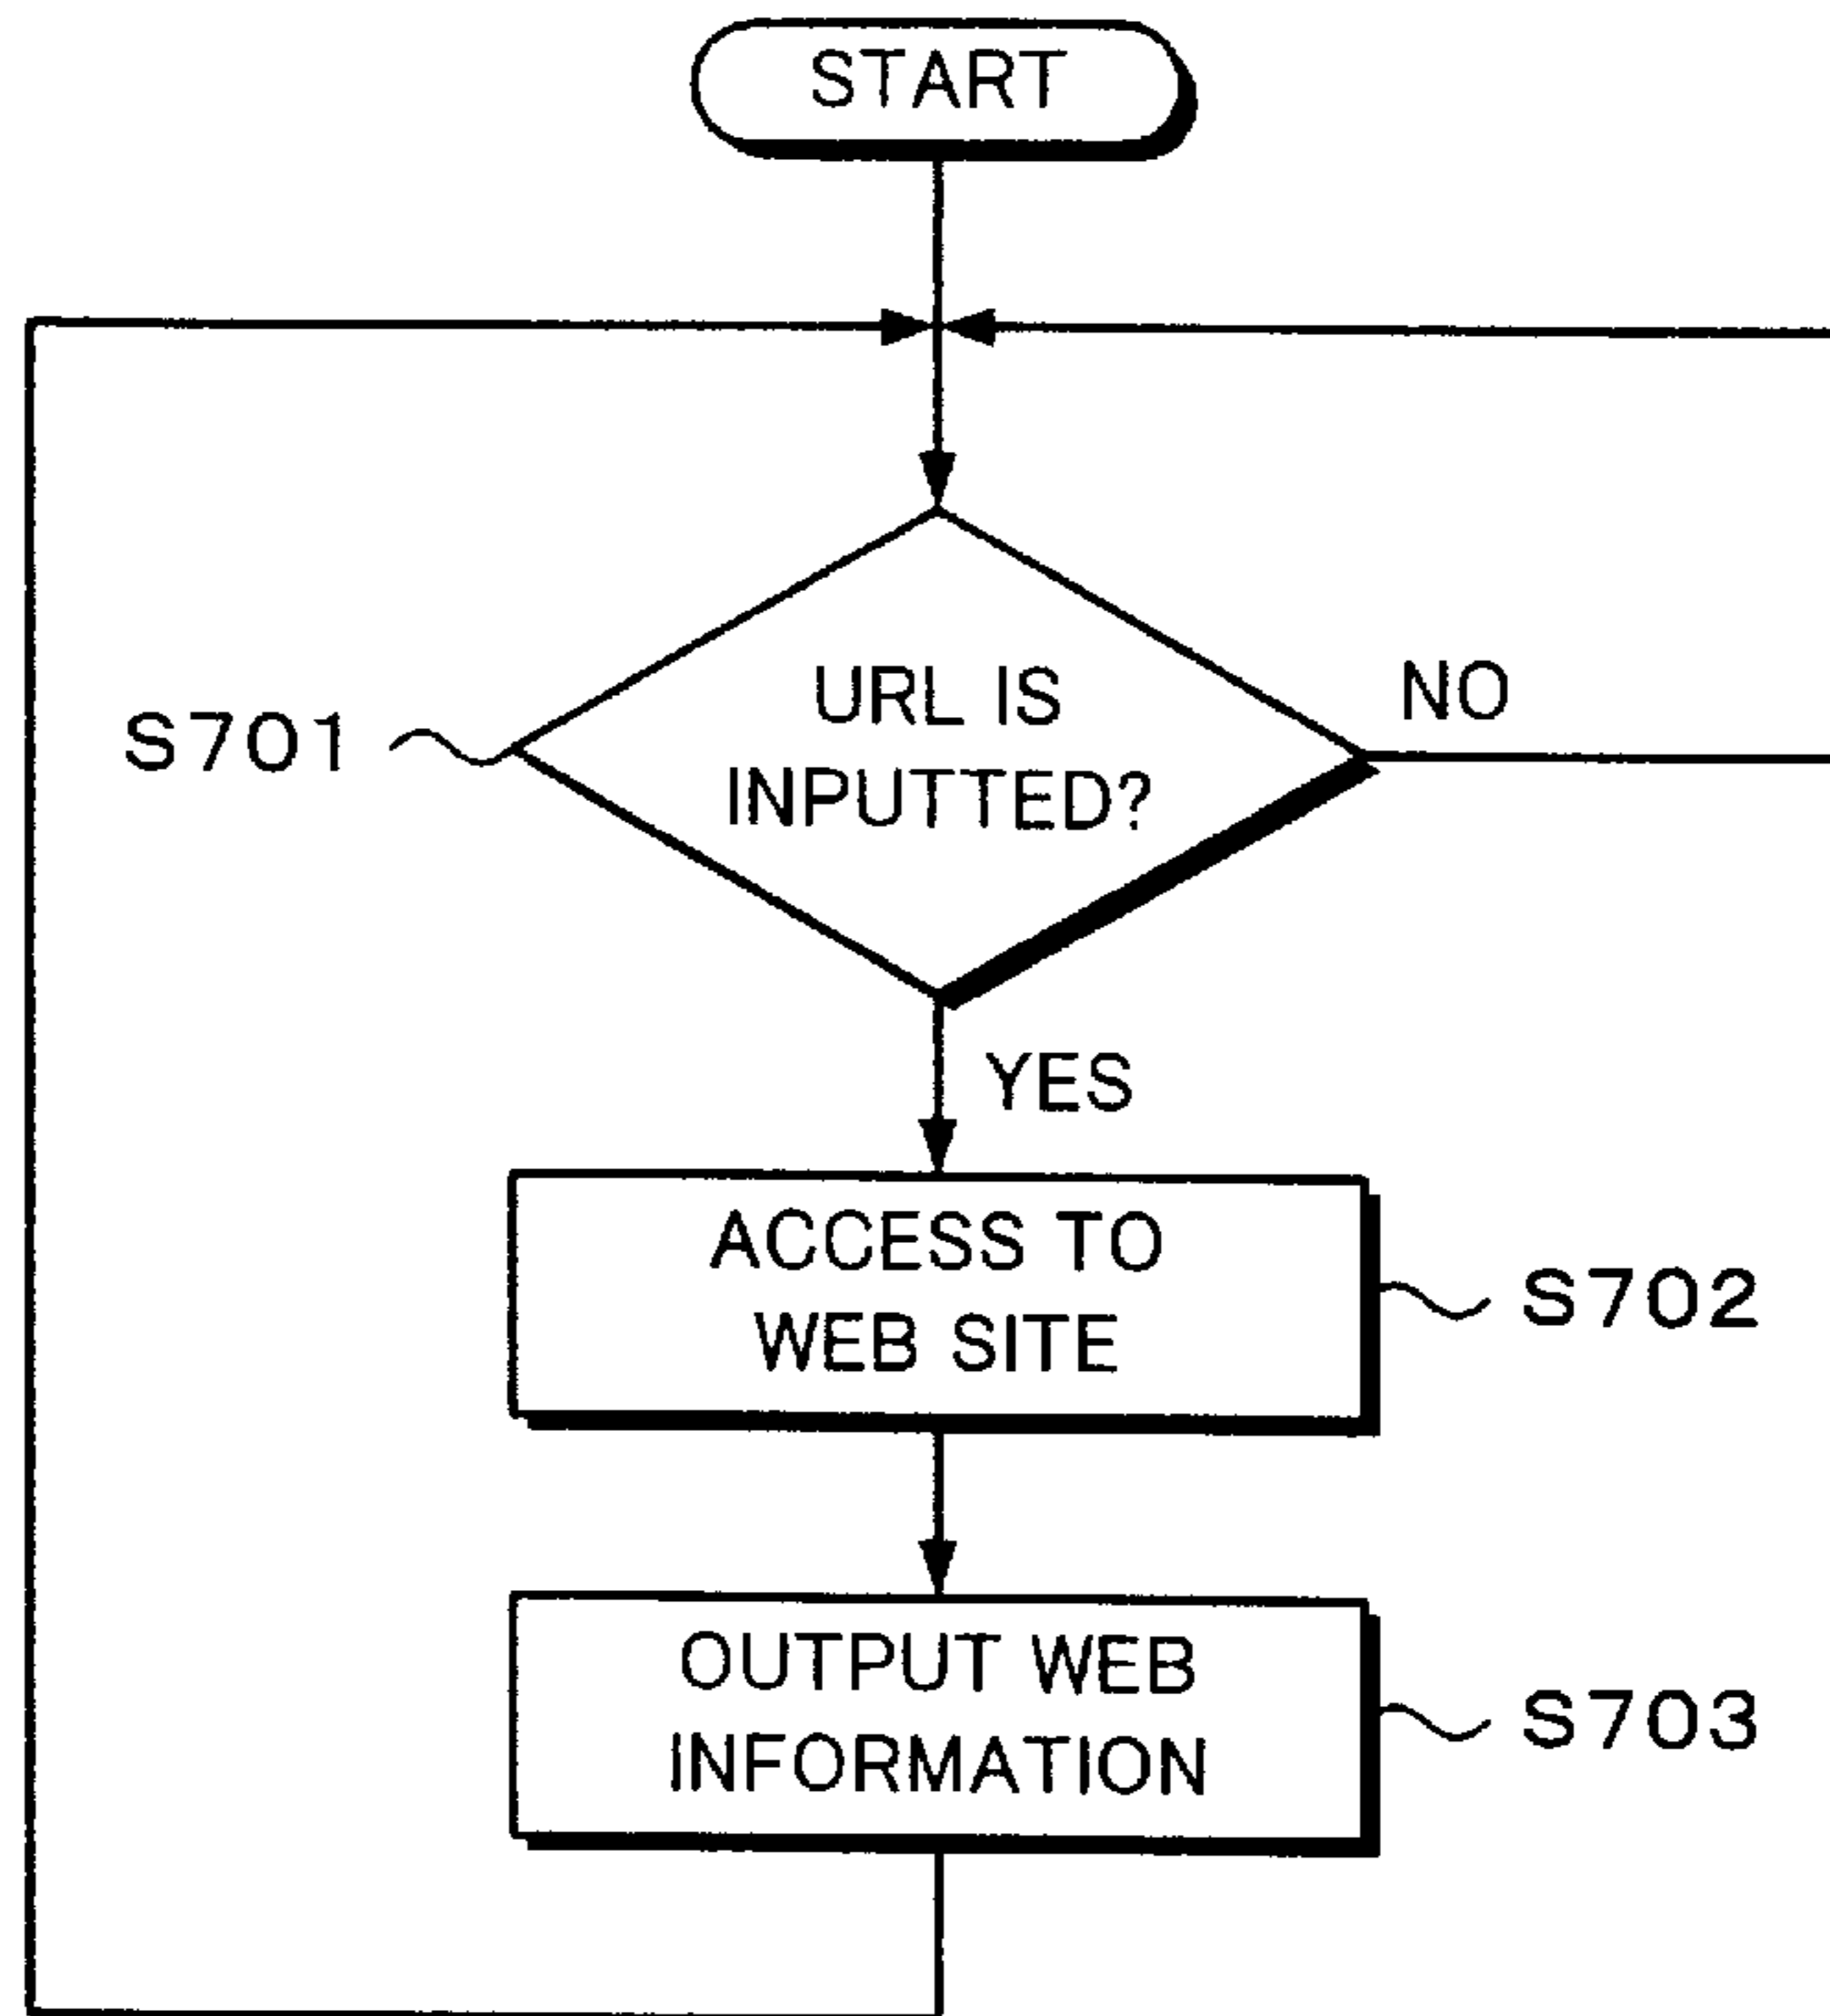 START
URL IS
INPUTTED?
NO
S701
YES
ACCESS TO
WEB SITE
S702
OUTPUT WEB
INFORMATION
S703